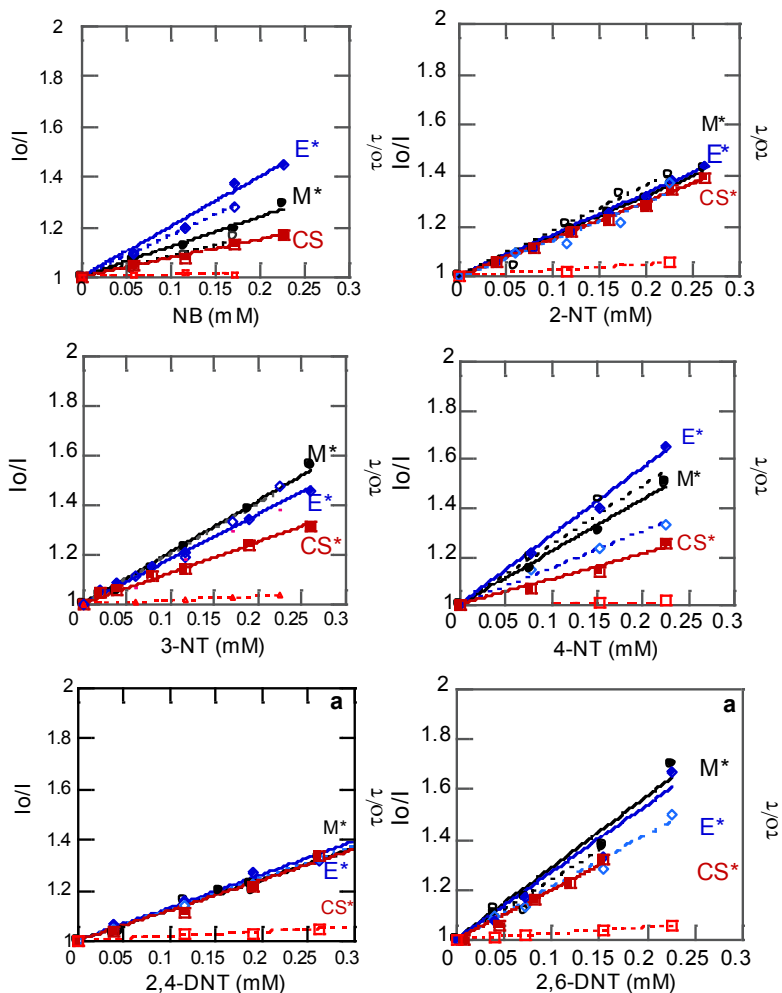 2
1.8
1.6
1.4
1.2
1
Io/I
τo/τ
E*
M*
CS
0
0.05
0.1
0.15
0.2
0.25
0.3
NB (mM)
2
1.8
1.6
1.4
1.2
1
Io/I
τo/τ
M*
E*
CS*
0
0.05
0.1
0.15
0.2
0.25
0.3
2-NT (mM)
2
1.8
1.6
1.4
1.2
1
Io/I
τo/τ
M*
E*
CS*
0
0.05
0.1
0.15
0.2
0.25
0.3
3-NT (mM)
2
1.8
1.6
1.4
1.2
1
Io/I
τo/τ
E*
M*
CS*
0
0.05
0.1
0.15
0.2
0.25
0.3
4-NT (mM)
2
1.8
1.6
1.4
1.2
1
a
Io/I
τo/τ
M*
E*
CS*
0
0.05
0.1
0.15
0.2
0.25
0.3
2,4-DNT (mM)
2
1.8
1.6
1.4
1.2
1
a
Io/I
τo/τ
M*
E*
CS*
0
0.05
0.1
0.15
0.2
0.25
0.3
2,6-DNT (mM)